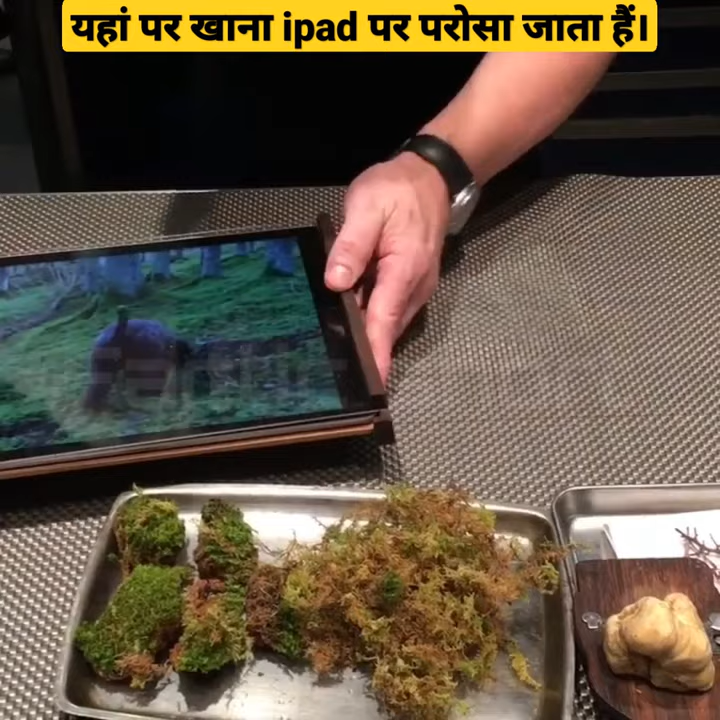 यहां पर खाना ipad पर परोसा जाता हैं।